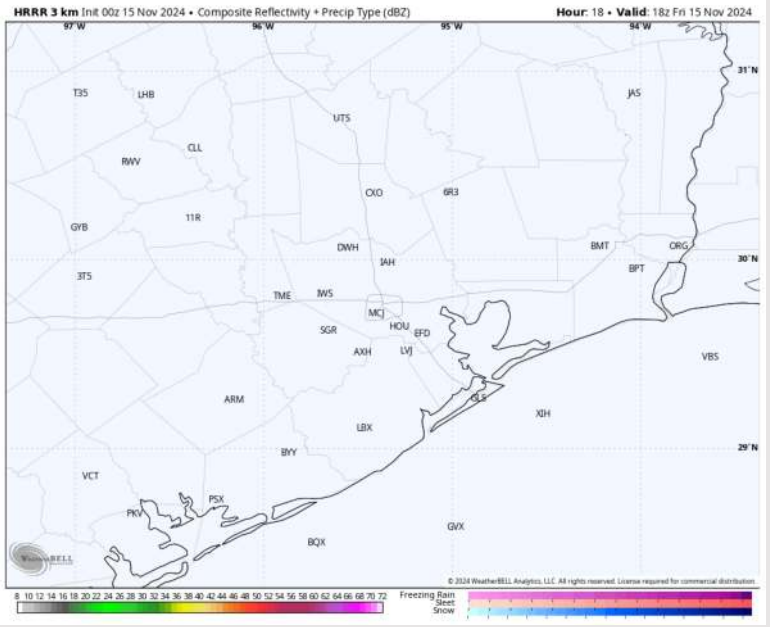 HRRR 3 km Init 00z 15 Nov 2024 • Composite Reflectivity + Precip Type (dBZ) Hour: 18 • Valid: 18z Fri 15 Nov 2024
97°W 96°W 95°W 94°W
31°N
T35 LHB JAS
UTS
CLL
RWV
CXO 6R3
11R
GYB
DWH BMT ORG
30°N
IAH
BPT
3T5
TME IWS
MCJ
SGR HOU EFD
AXH LVJ
VBS
ARM GLS
XIH
LBX
29°N
BYY
VCT
PSX
PKV
GVX
BQX
WeatherBELL
© 2024 WeatherBELL Analytics, LLC. All rights reserved. License required for commercial distribution.
8 10 12 14 16 18 20 22 24 26 28 30 32 34 36 38 40 42 44 46 48 50 52 54 56 58 60 62 64 66 68 70 72
Freezing Rain
Sleet
Snow